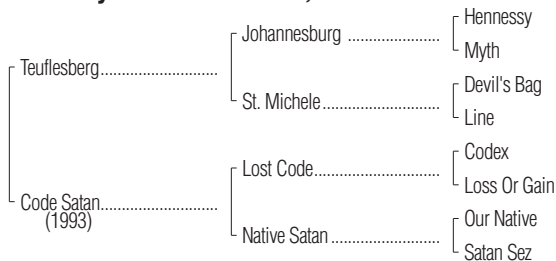 Hennessy
Johannesburg
Myth
Teuflesberg
Devil's Bag
St. Michele
Line
Codex
Lost Code
Loss Or Gain
Code Satan
(1993)
Our Native
Native Satan
Satan Sez